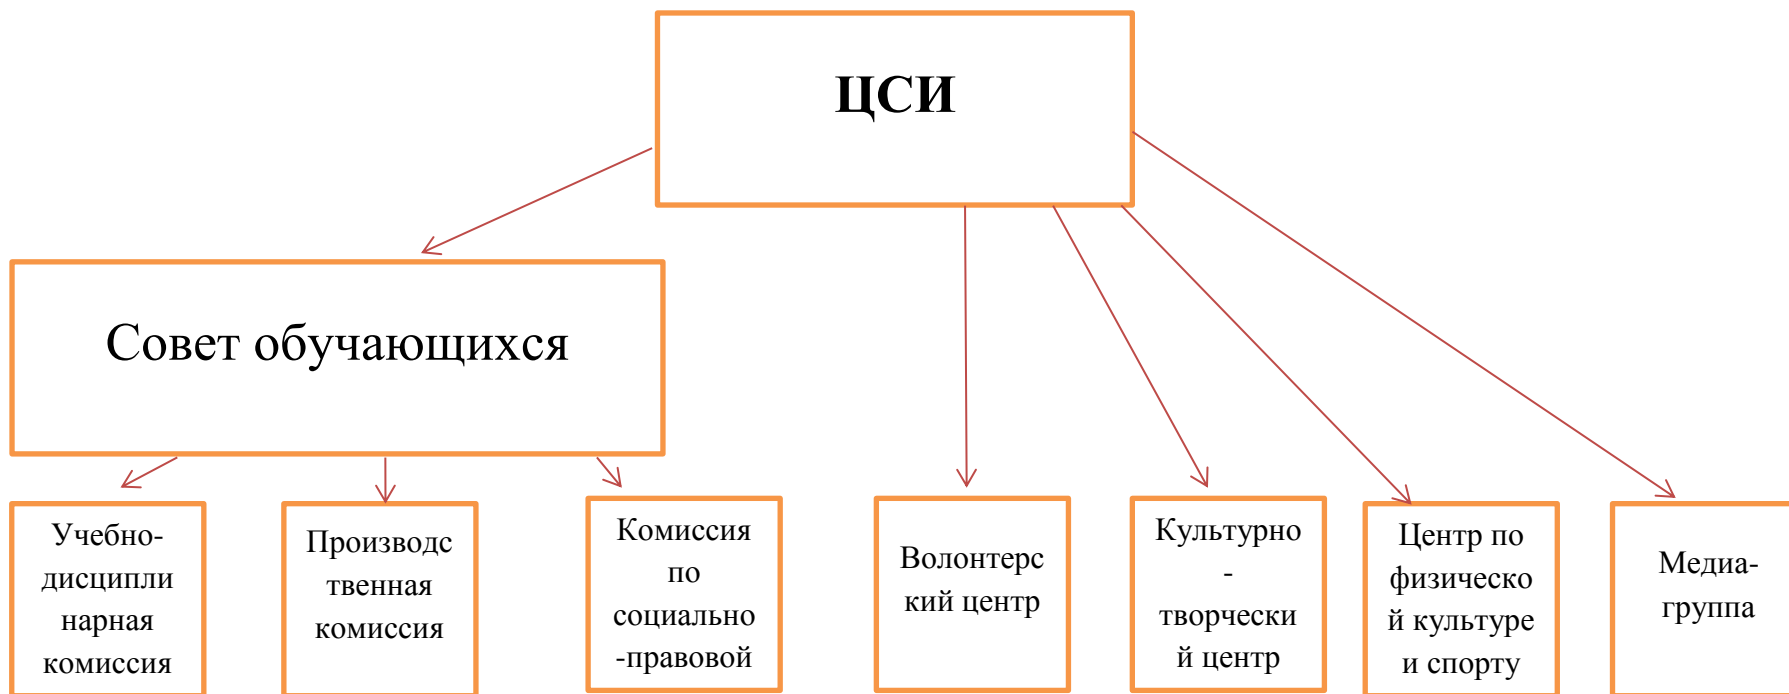 ЦСИ
Совет обучающихся
Учебно-
дисципли
нарная
комиссия
Производс
твенная
комиссия
Комиссия
по
социально
-правовой
Волонтерс
кий центр
Культурно
-
творчески
й центр
Центр по
физическо
й культуре
и спорту
Медиа-
группа